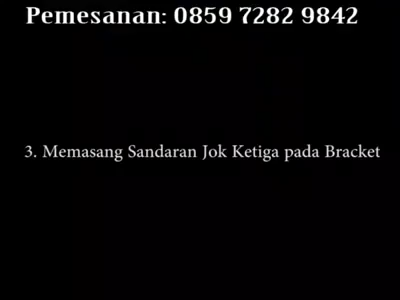 Pemesanan: 0859 7282 9842
3. Memasang Sandaran Jok Ketiga pada Bracket